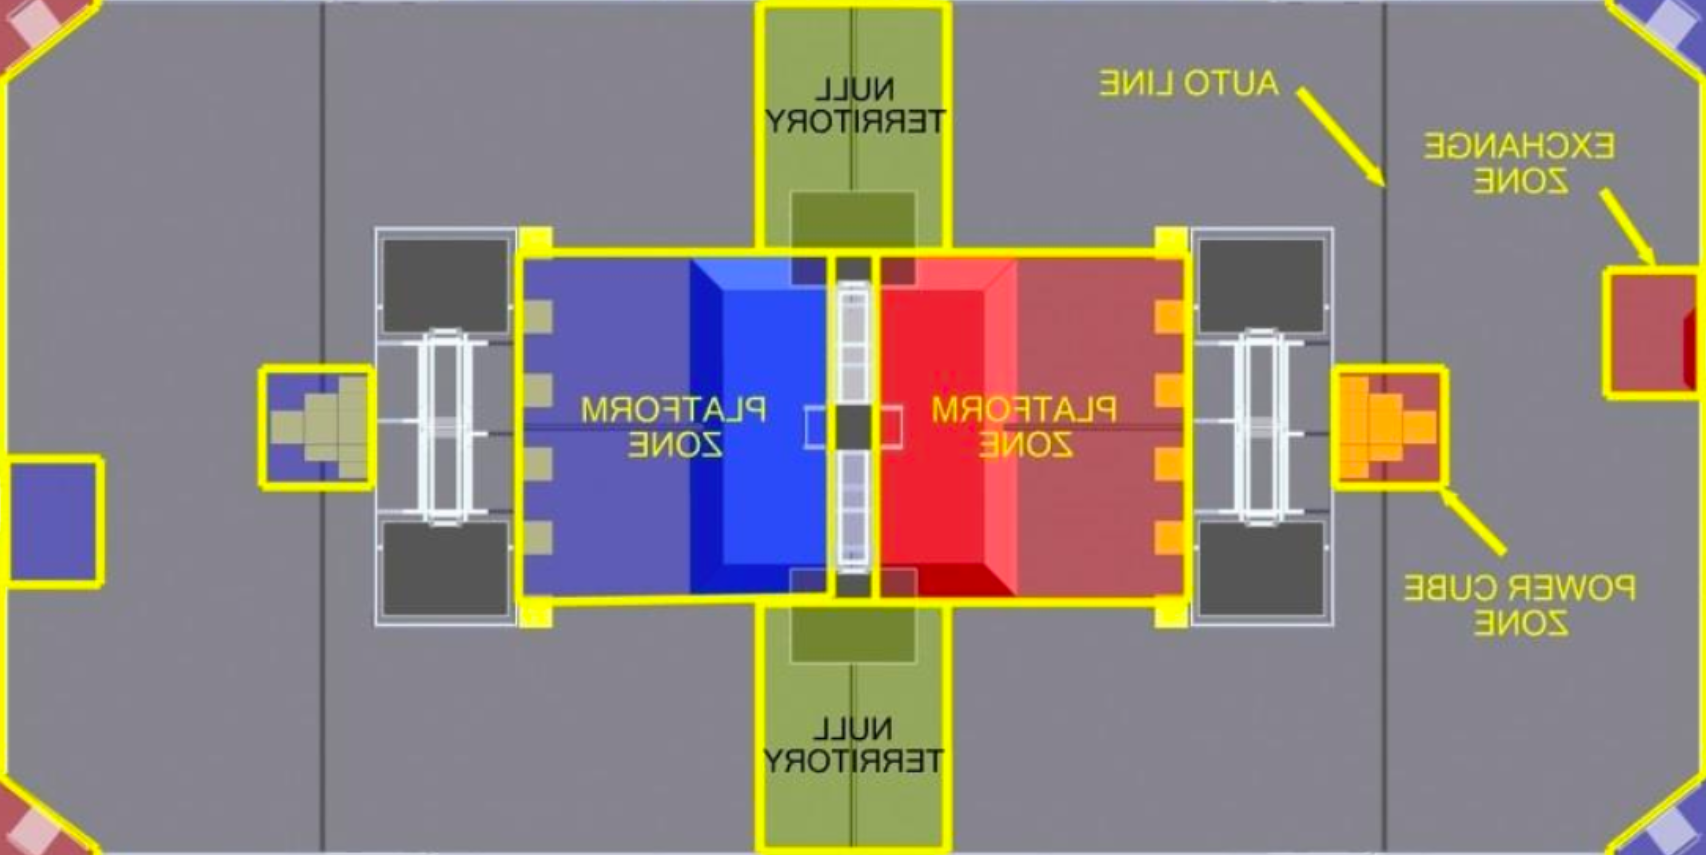 NULL
TERRITORY
AUTO LINE
EXCHANGE
ZONE
PLATFORM
ZONE
PLATFORM
ZONE
POWER CUBE
ZONE
NULL
TERRITORY